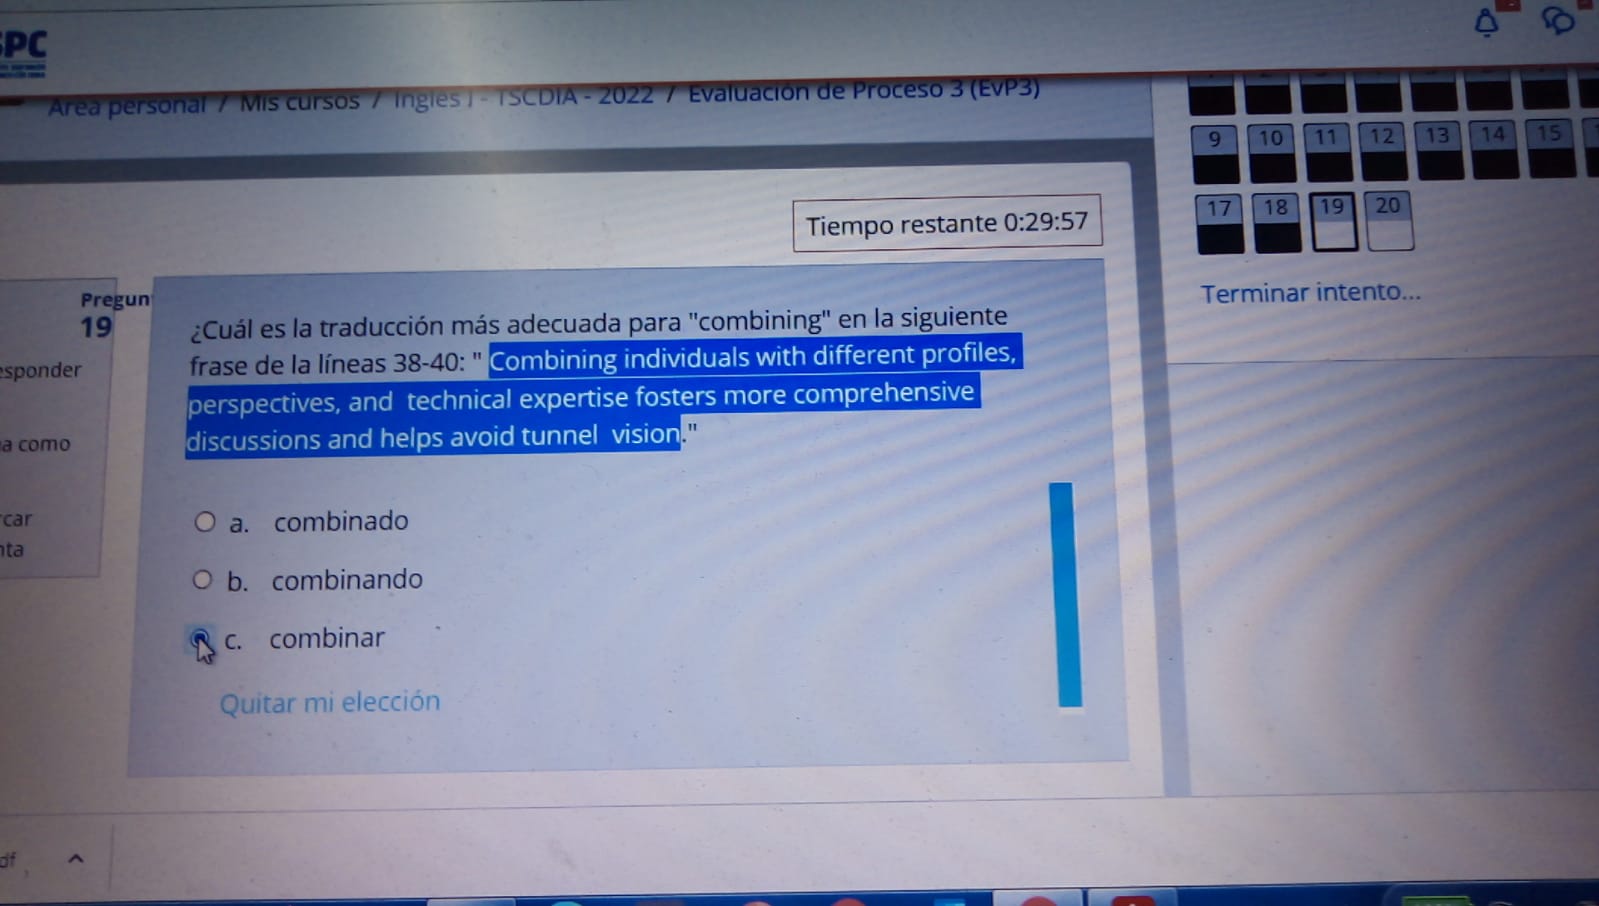 SPC
Área personal / Mis cursos / Inglés I - TSCDIA - 2022 / Evaluación de Proceso 3 (EvP3)
9 10 11 12 13 14 15
17 18 19 20
Tiempo restante 0:29:57
Terminar intento...
Pregun
19
esponder
a como
rcar
nta
¿Cuál es la traducción más adecuada para "combining" en la siguiente
frase de la líneas 38-40: " Combining individuals with different profiles,
perspectives, and technical expertise fosters more comprehensive
discussions and helps avoid tunnel vision."
a. combinado
b. combinando
c. combinar
Quitar mi elección
df